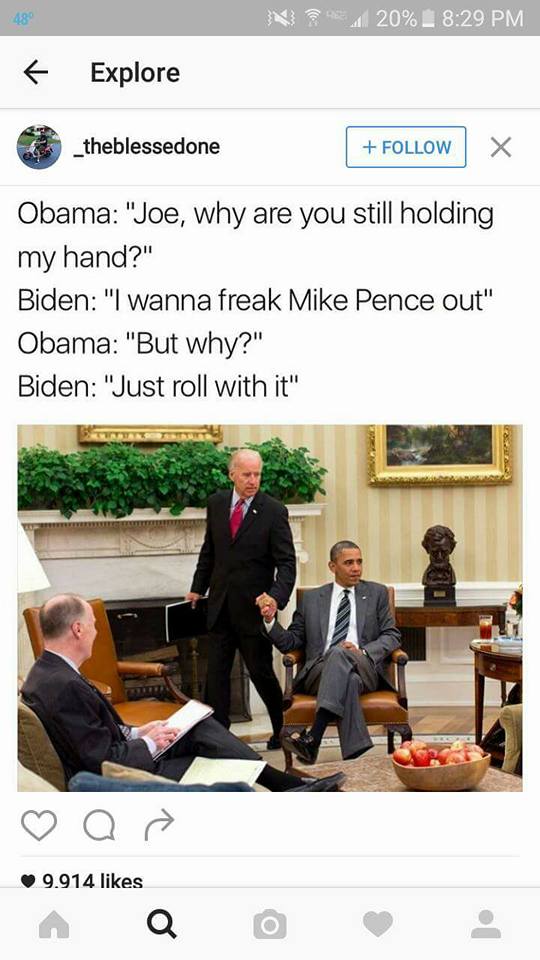 48°
20% 8:29 PM
Explore
_theblessedone
+ FOLLOW
Obama: "Joe, why are you still holding
my hand?"
Biden: "I wanna freak Mike Pence out"
Obama: "But why?"
Biden: "Just roll with it"
9,914 likes